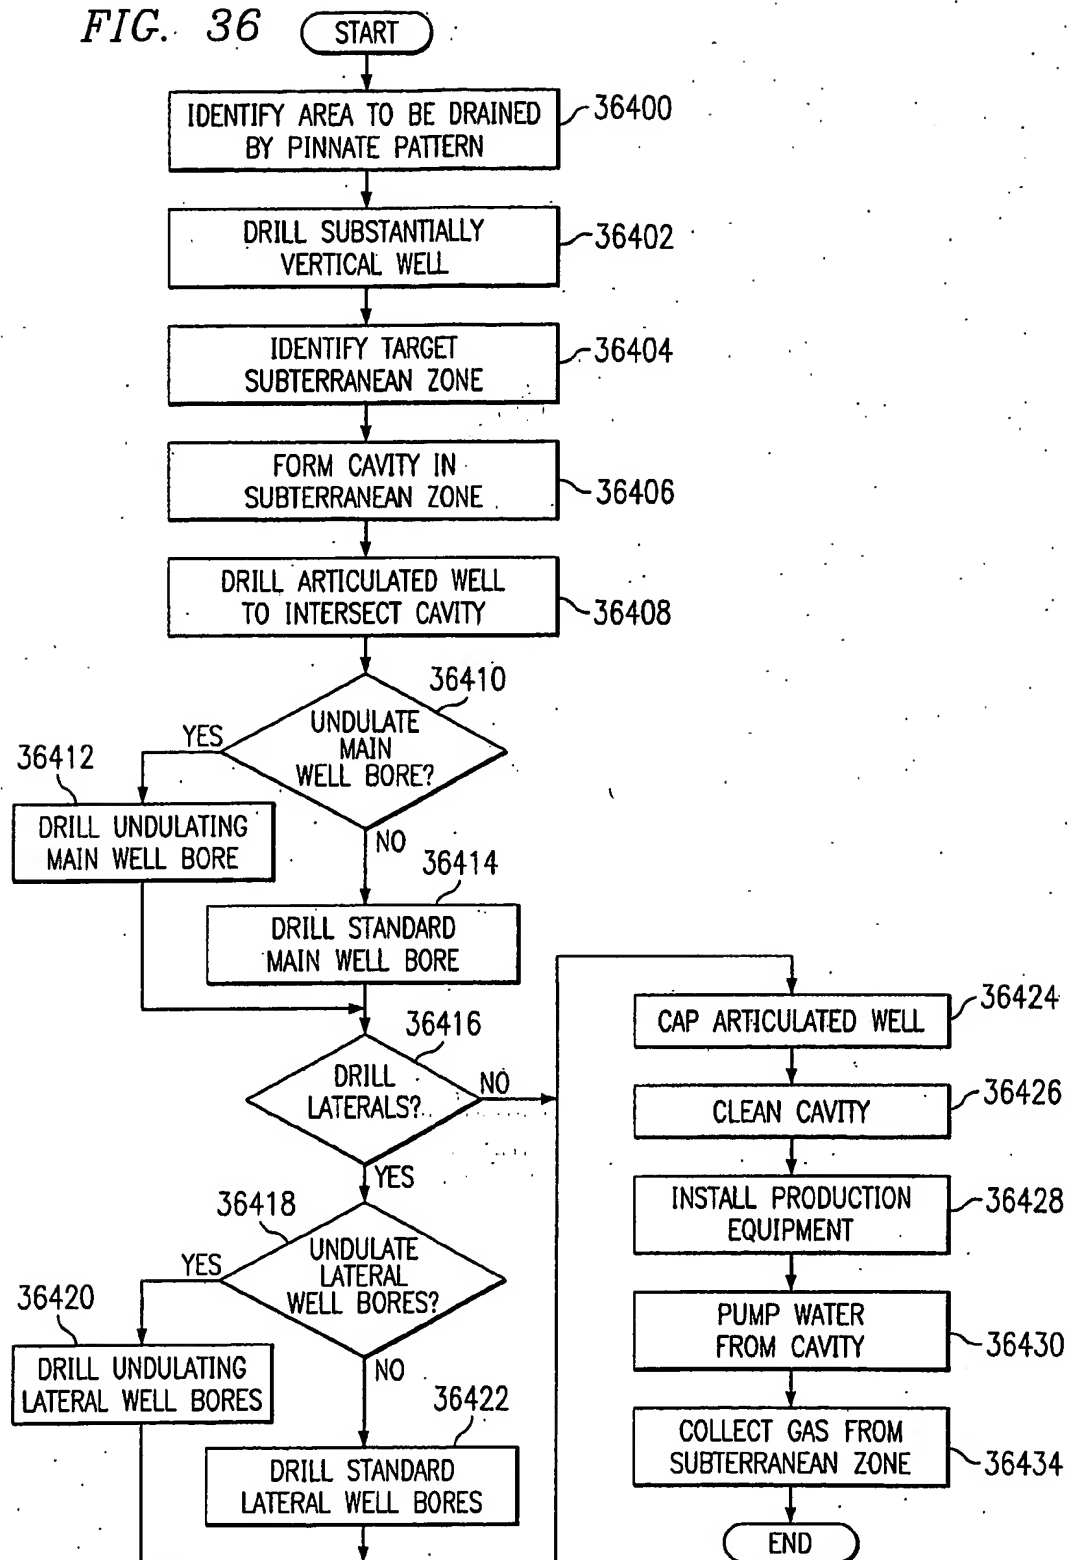 FIG. 36
START
IDENTIFY AREA TO BE DRAINED
BY PINNATE PATTERN
36400
DRILL SUBSTANTIALLY
VERTICAL WELL
36402
IDENTIFY TARGET
SUBTERRANEAN ZONE
36404
FORM CAVITY IN
SUBTERRANEAN ZONE
36406
DRILL ARTICULATED WELL
TO INTERSECT CAVITY
36408
36410
UNDULATE
MAIN
WELL BORE?
YES
36412
DRILL UNDULATING
MAIN WELL BORE
NO
36414
DRILL STANDARD
MAIN WELL BORE
36416
DRILL
LATERALS?
NO
YES
36418
UNDULATE
LATERAL
WELL BORES?
YES
36420
DRILL UNDULATING
LATERAL WELL BORES
NO
36422
DRILL STANDARD
LATERAL WELL BORES
CAP ARTICULATED WELL
36424
CLEAN CAVITY
36426
INSTALL PRODUCTION
EQUIPMENT
36428
PUMP WATER
FROM CAVITY
36430
COLLECT GAS FROM
SUBTERRANEAN ZONE
36434
END